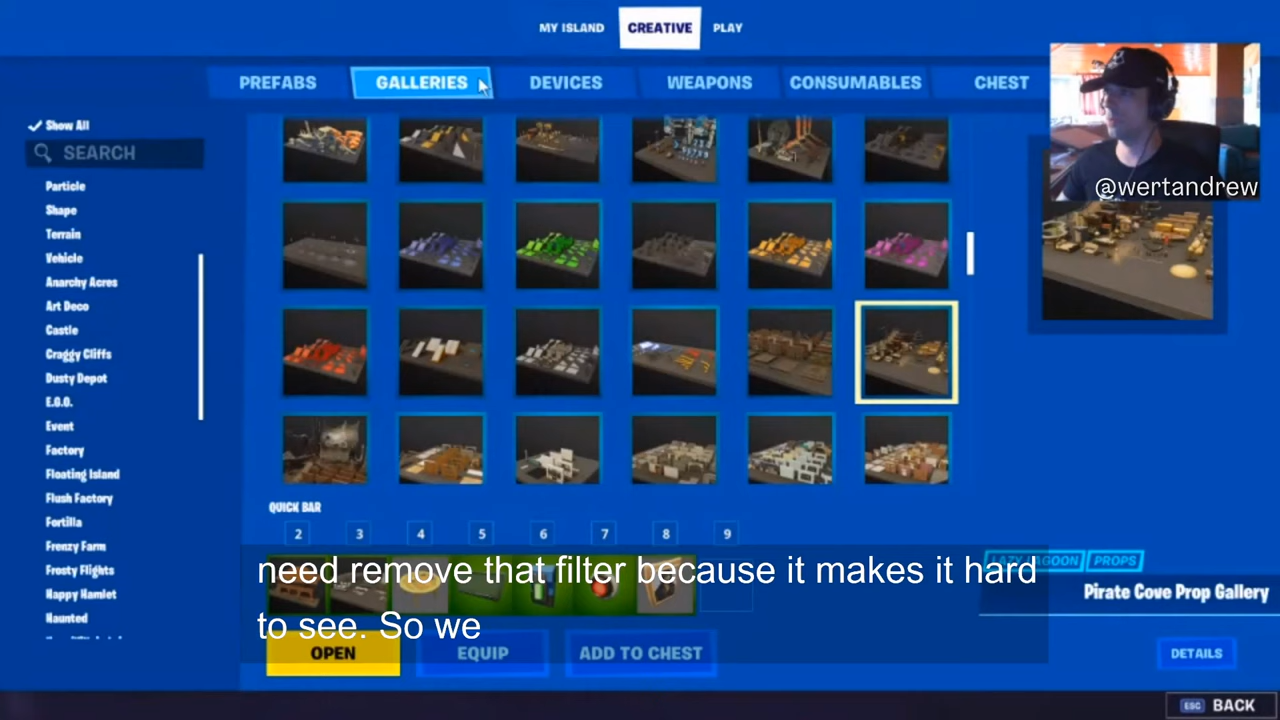 MY ISLAND
CREATIVE
PLAY
PREFABS
GALLERIES
DEVICES
WEAPONS
CONSUMABLES
CHEST
Show All
SEARCH
@wertandrew
Particle
Shape
Terrain
Vehicle
Anarchy Acres
Art Deco
Castle
Craggy Cliffs
Dusty Depot
E.G.O.
Event
Factory
Floating Island
Flush Factory
Fortilla
Frenzy Farm
Frosty Flights
Happy Hamlet
Haunted
QUICK BAR
2 3 4 5 6 7 8 9
need remove that filter because it makes it hard
to see. So we
LAZY LAGOON
PROPS
Pirate Cove Prop Gallery
OPEN
EQUIP
ADD TO CHEST
DETAILS
ESC BACK